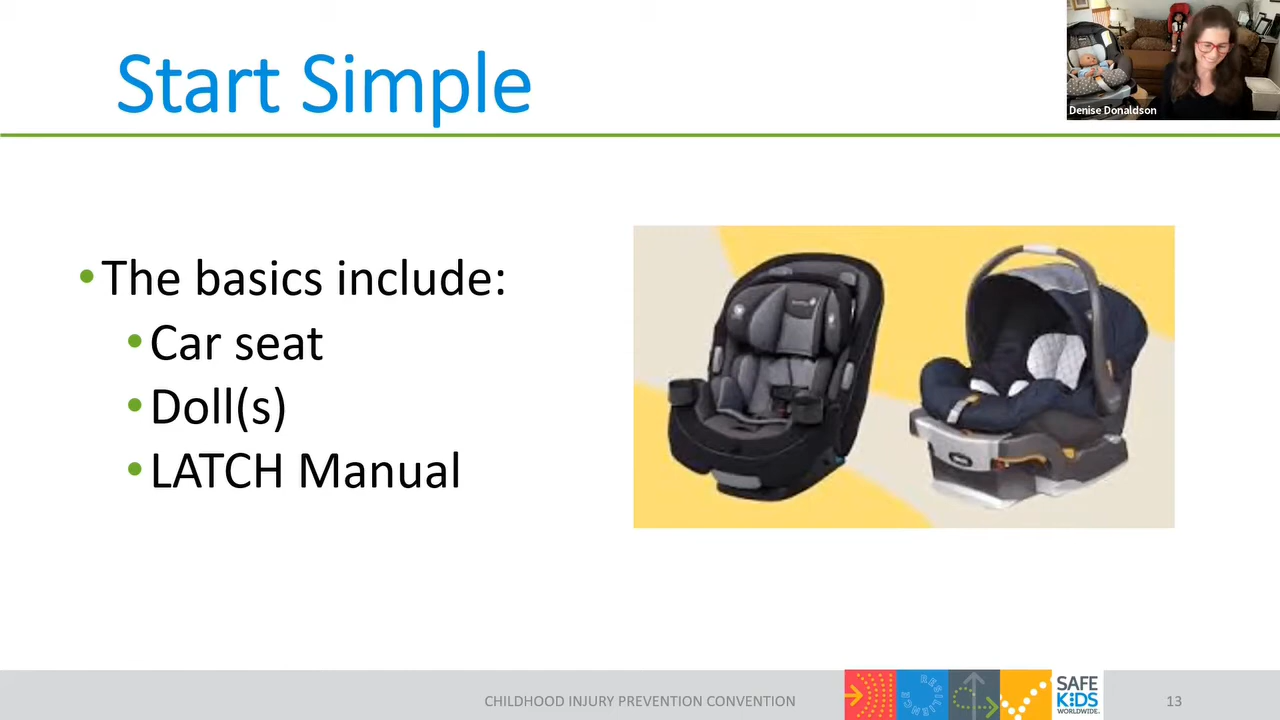 Start Simple
Denise Donaldson
•The basics include:
•Car seat
•Doll(s)
•LATCH Manual
CHILDHOOD INJURY PREVENTION CONVENTION
RESILIENCE
SAFE
KIDS
WORLDWIDE.
13